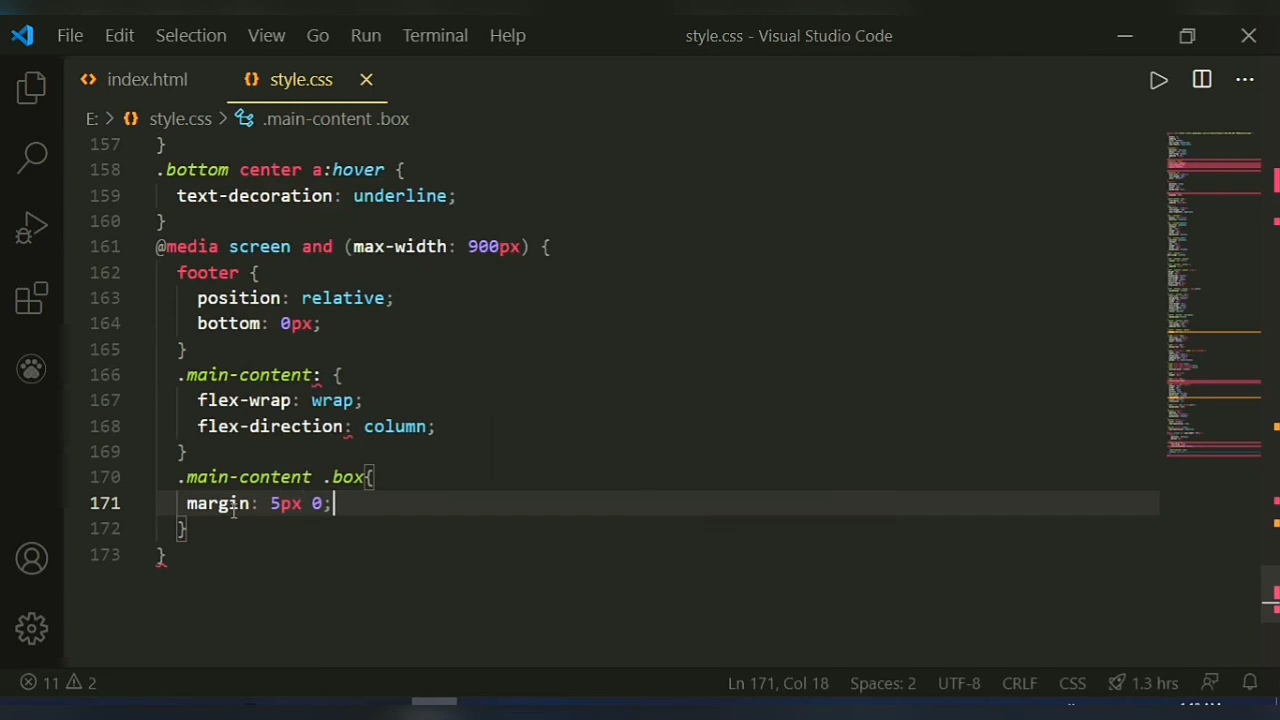 File Edit Selection View Go Run Terminal Help style.css - Visual Studio Code
index.html style.css
E: > style.css > .main-content .box
157 }
158 .bottom center a:hover {
159 text-decoration: underline;
160 }
161 @media screen and (max-width: 900px) {
162 footer {
163 position: relative;
164 bottom: 0px;
165 }
166 .main-content: {
167 flex-wrap: wrap;
168 flex-direction: column;
169 }
170 .main-content .box{
171 margin: 5px 0;
172 }
173 }
11 2 Ln 171, Col 18 Spaces: 2 UTF-8 CRLF CSS 1.3 hrs